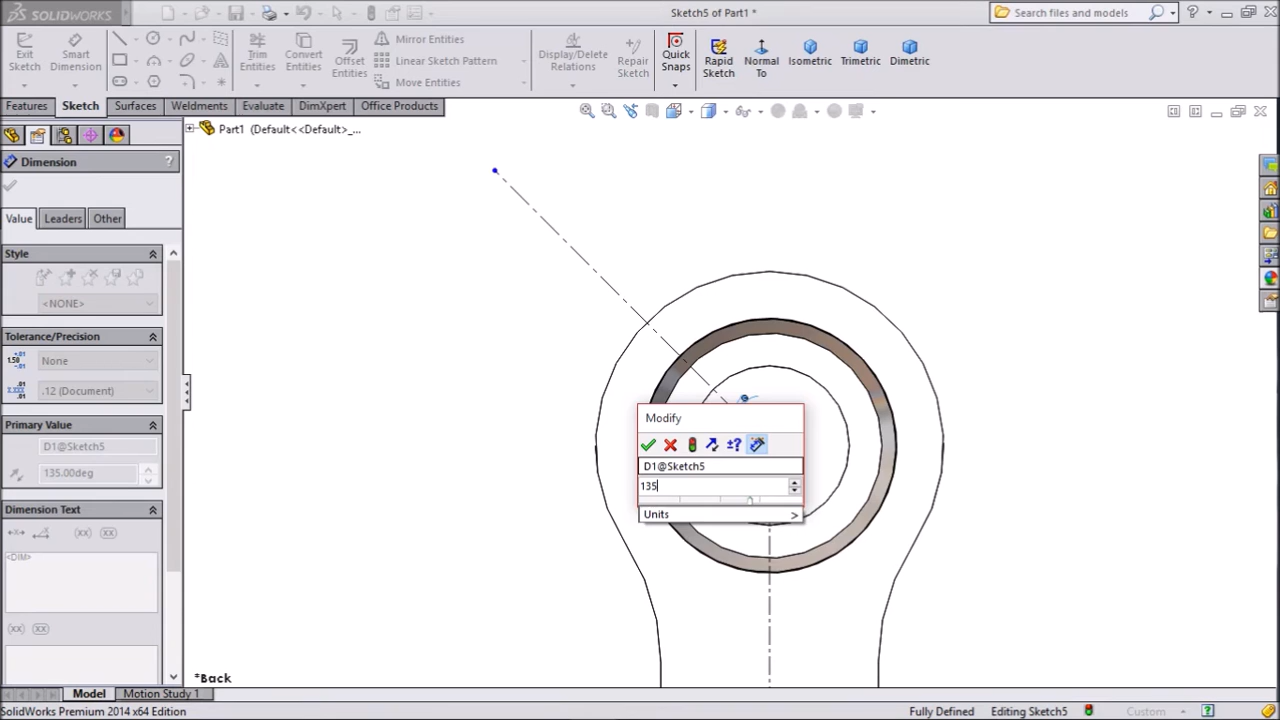 SOLIDWORKS
Sketch5 of Part1 *
Search files and models
Exit Sketch
Smart Dimension
Trim Entities
Convert Entities
Offset Entities
Mirror Entities
Linear Sketch Pattern
Move Entities
Display/Delete Relations
Repair Sketch
Quick Snaps
Rapid Sketch
Normal To
Isometric
Trimetric
Dimetric
Features
Sketch
Surfaces
Weldments
Evaluate
DimXpert
Office Products
Part1 (Default<<Default>_...
Dimension
?
Value
Leaders
Other
Style
<NONE>
Tolerance/Precision
None
.12 (Document)
Primary Value
D1@Sketch5
135.00deg
Dimension Text
<DIM>
Modify
D1@Sketch5
135
Units >
*Back
Model
Motion Study 1
SolidWorks Premium 2014 x64 Edition
Fully Defined
Editing Sketch5
Custom